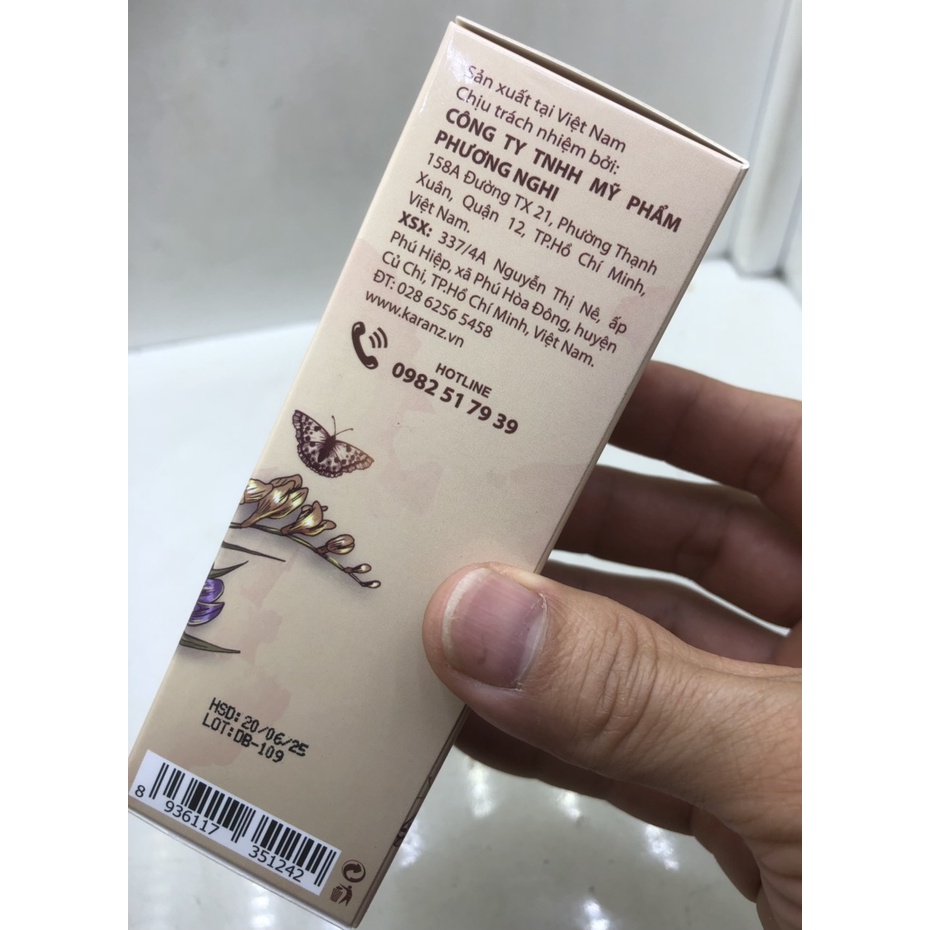 Sản xuất tại Việt Nam
Chịu trách nhiệm bởi:
CÔNG TY TNHH MỸ PHẨM
PHƯƠNG NGHI
158A Đường TX 21, Phường Thạnh
Xuân, Quận 12, TP.Hồ Chí Minh,
Việt Nam.
XSX: 337/4A Nguyễn Thị Nê, ấp
Phú Hiệp, xã Phú Hòa Đông, huyện
Củ Chi, TP.Hồ Chí Minh, Việt Nam.
ĐT: 028 6256 5458
www.karanz.vn
HOTLINE
0982 51 79 39
HSD:20/06/25
LOT:DB-109
8 936117 351242